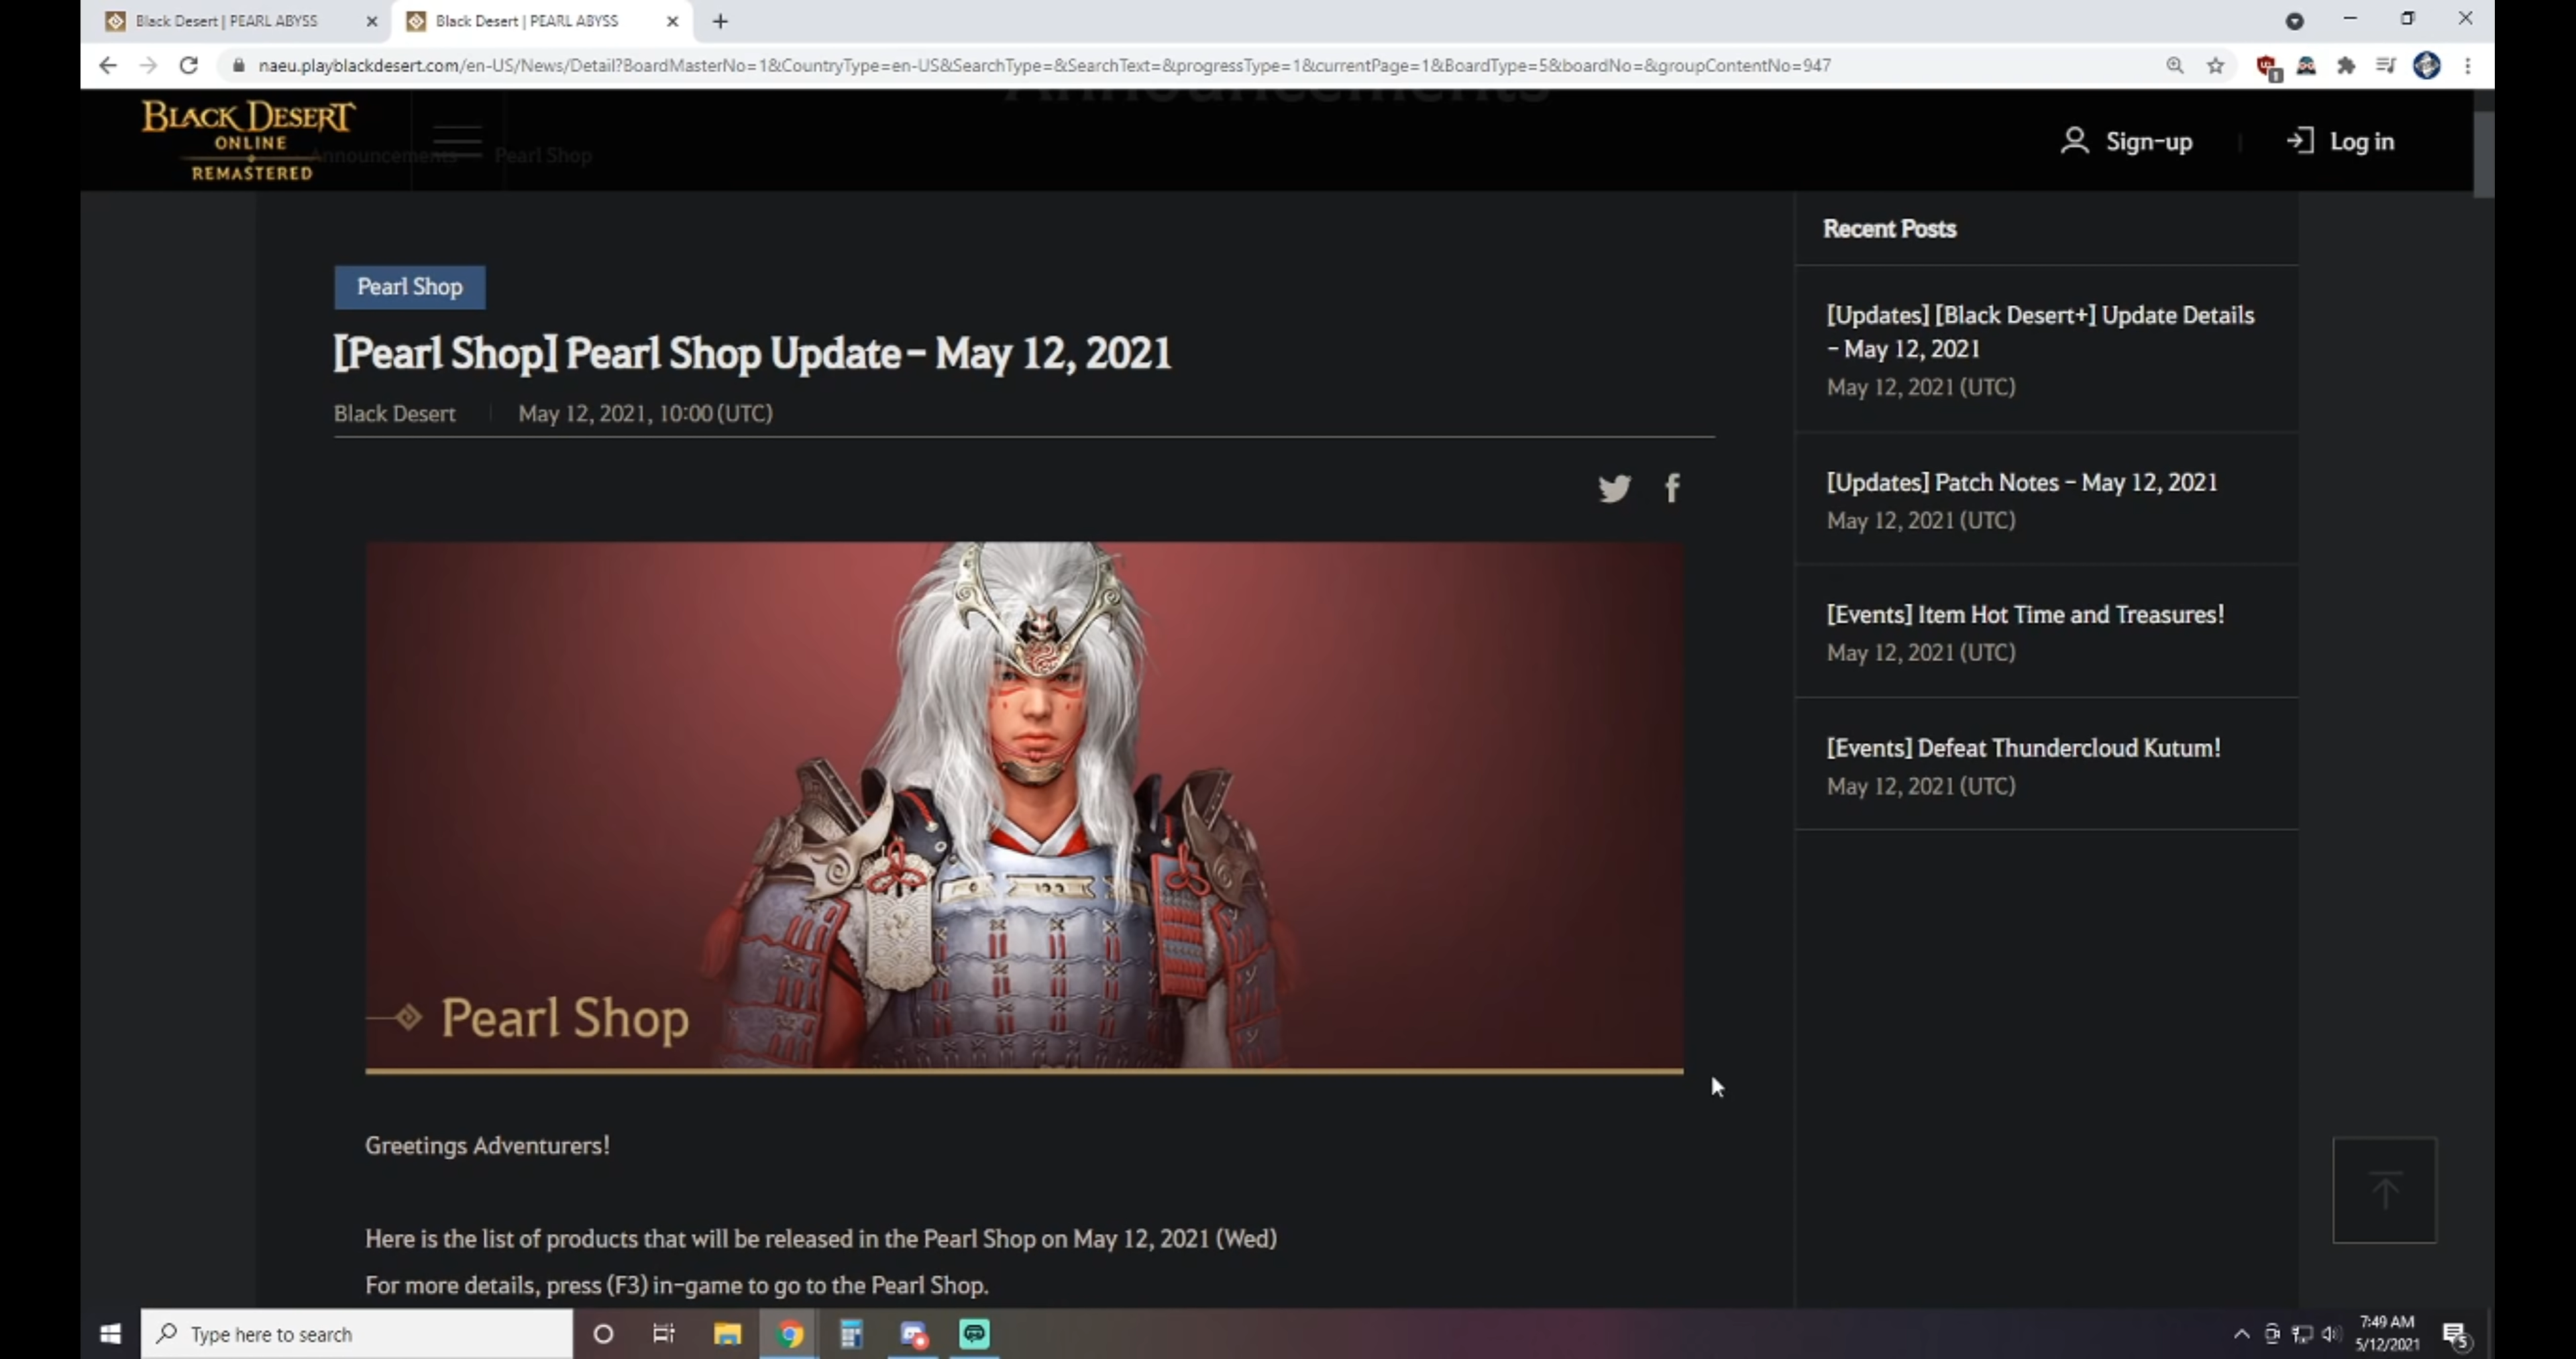 Black Desert | PEARL ABYSS
Black Desert | PEARL ABYSS
naeu.playblackdesert.com/en-US/News/Detail?BoardMasterNo=1&CountryType=en-US&SearchType=&SearchText=&progressType=1&currentPage=1&BoardType=5&boardNo=&groupContentNo=947
Announcements
BLACK DESERT
ONLINE
REMASTERED
Announcements
Pearl Shop
Sign-up
Log in
Pearl Shop
[Pearl Shop] Pearl Shop Update – May 12, 2021
Black Desert
May 12, 2021, 10:00 (UTC)
Pearl Shop
Greetings Adventurers!
Here is the list of products that will be released in the Pearl Shop on May 12, 2021 (Wed)
For more details, press (F3) in-game to go to the Pearl Shop.
Recent Posts
[Updates] [Black Desert+] Update Details
– May 12, 2021
May 12, 2021 (UTC)
[Updates] Patch Notes – May 12, 2021
May 12, 2021 (UTC)
[Events] Item Hot Time and Treasures!
May 12, 2021 (UTC)
[Events] Defeat Thundercloud Kutum!
May 12, 2021 (UTC)
Type here to search
7:49 AM
5/12/2021
5